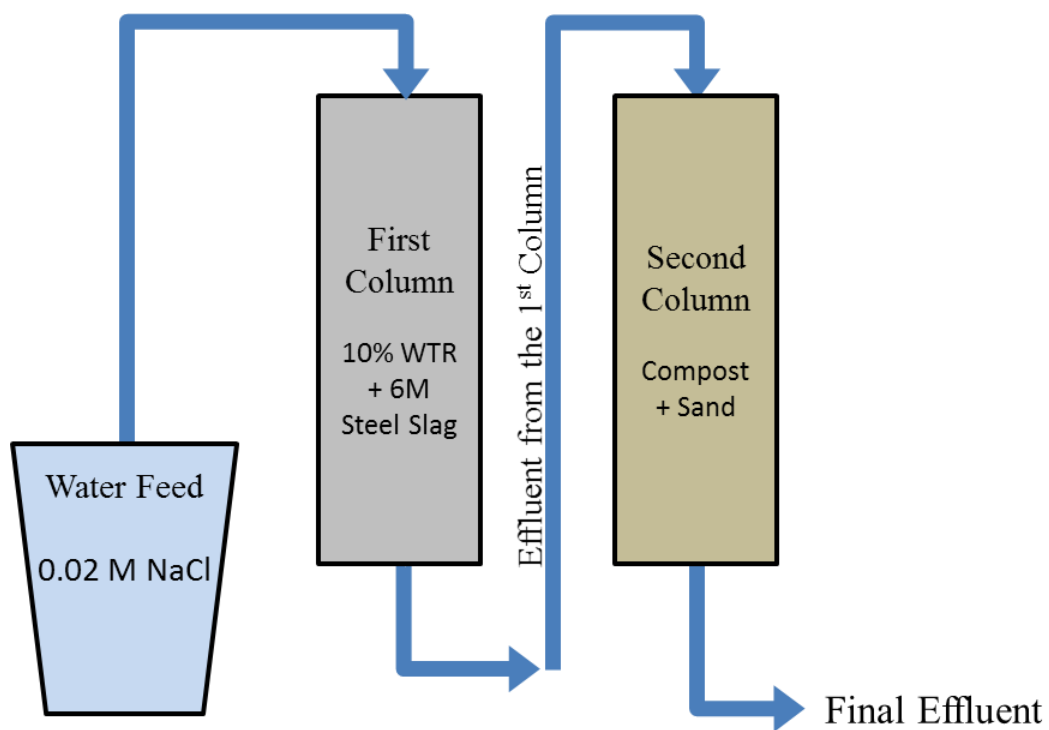 Water Feed
0.02 M NaCl
First
Column
10% WTR
+ 6M
Steel Slag
Effluent from the 1st Column
Second
Column
Compost
+ Sand
Final Effluent